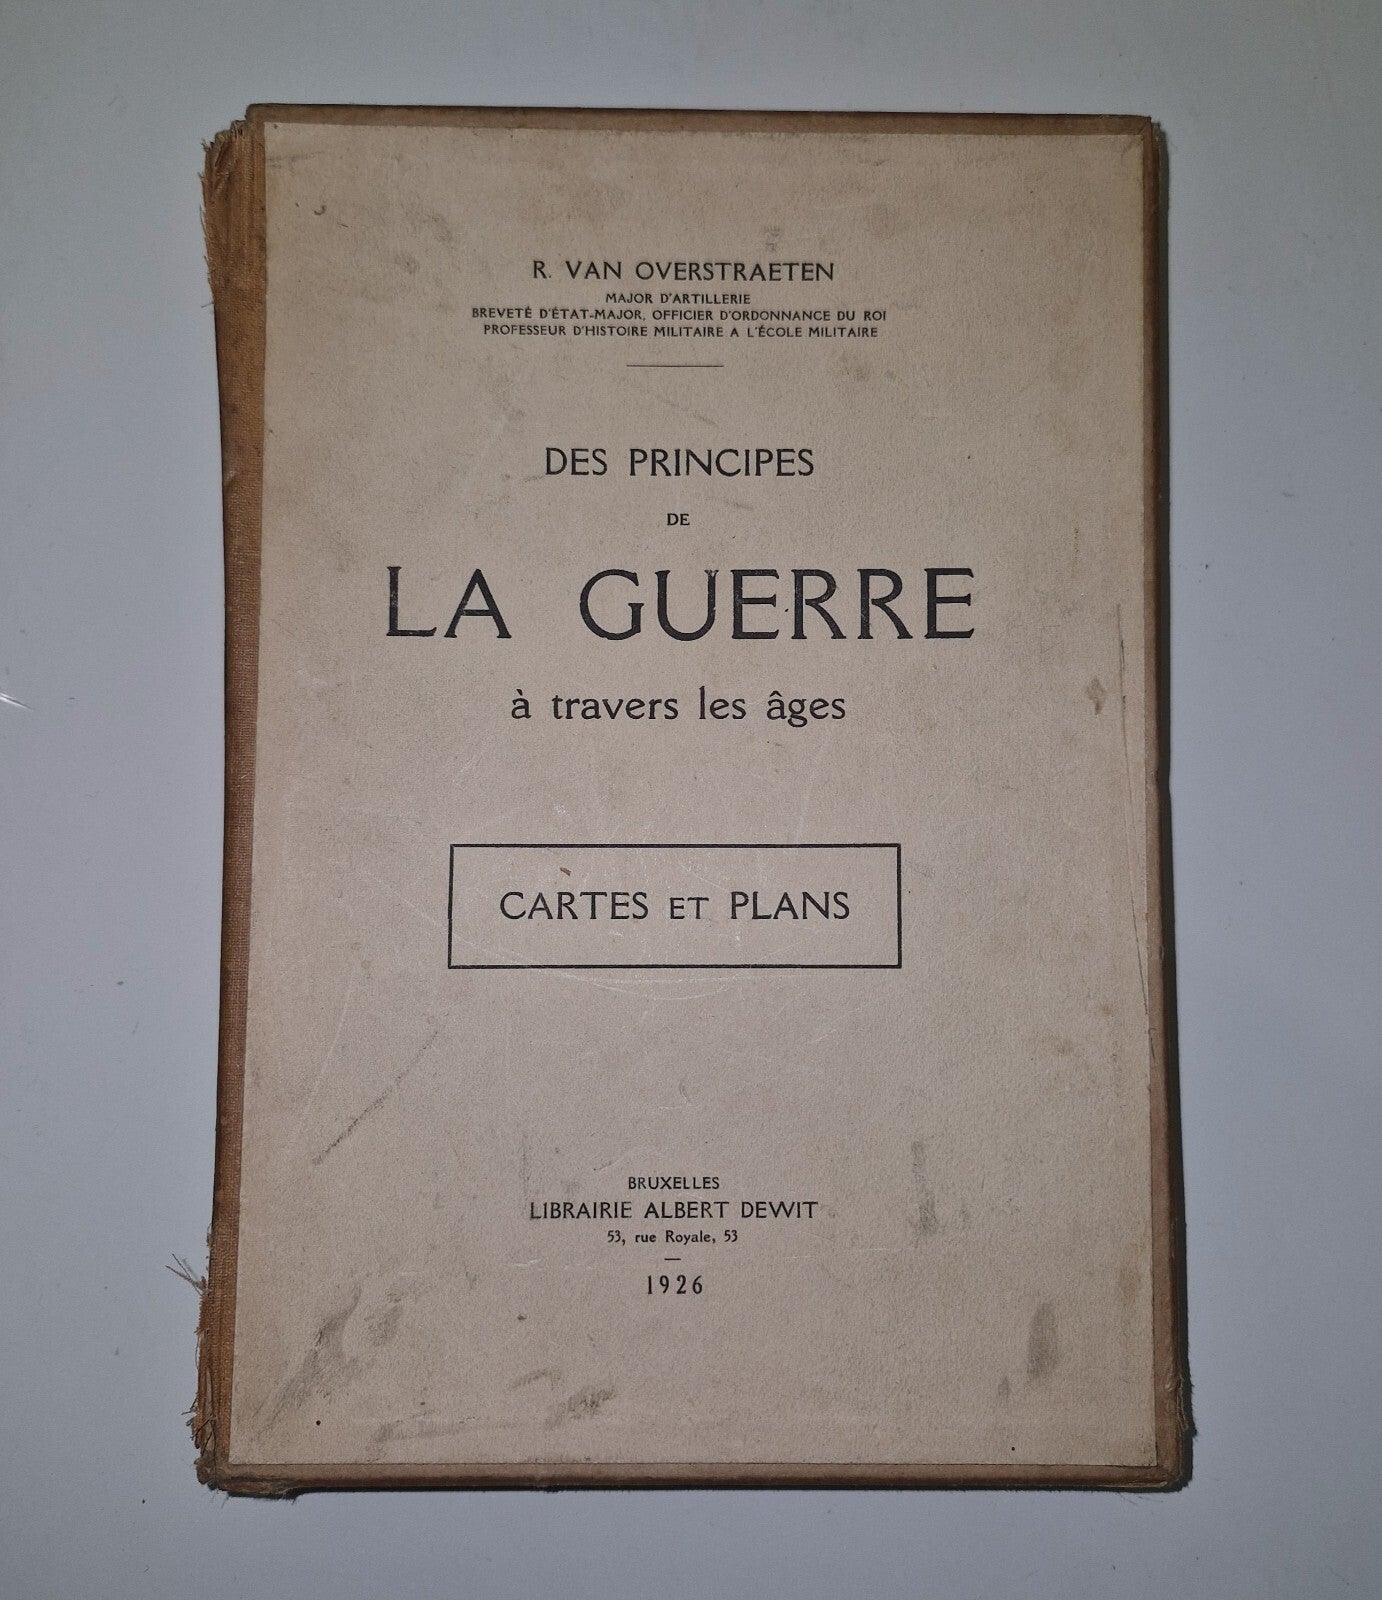 R. VAN OVERSTRAETEN
MAJOR D'ARTILLERIE
BREVETÉ D'ÉTAT-MAJOR, OFFICIER D'ORDONNANCE DU ROI
PROFESSEUR D'HISTOIRE MILITAIRE A L'ÉCOLE MILITAIRE
DES PRINCIPES
DE
LA GUERRE
à travers les âges
CARTES ET PLANS
BRUXELLES
LIBRAIRIE ALBERT DEWIT
53, rue Royale, 53
1926